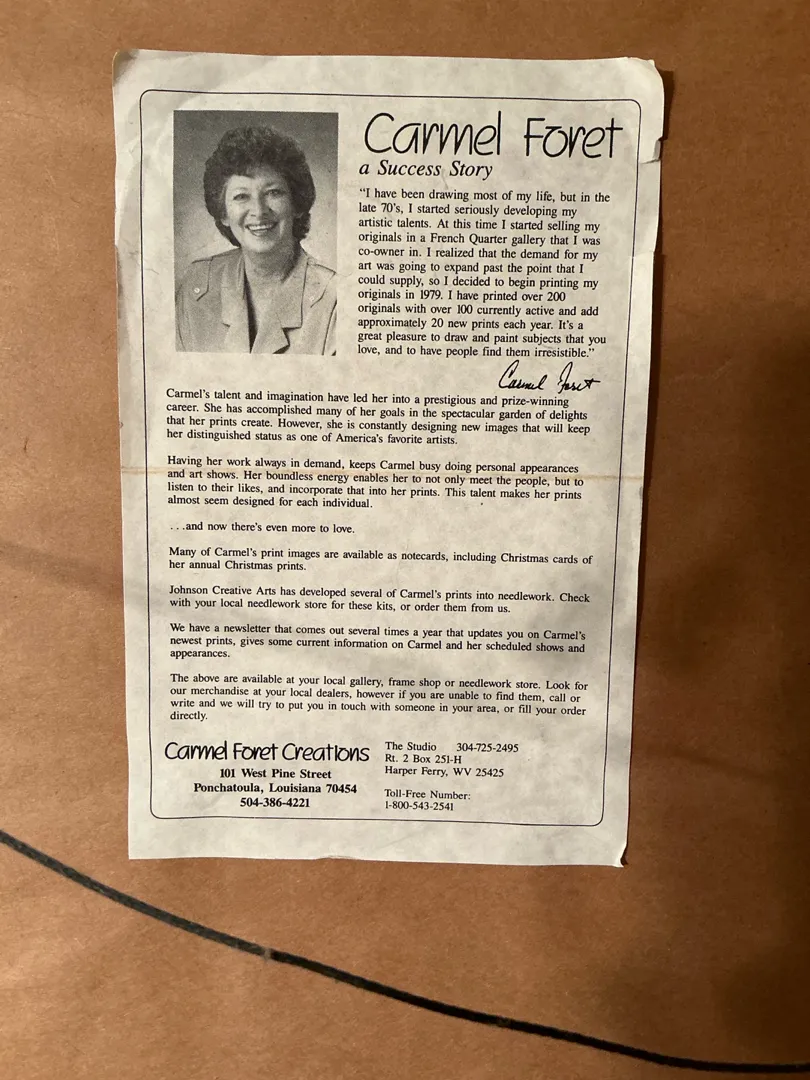 Carmel Foret
a Success Story
“I have been drawing most of my life, but in the
late 70’s, I started seriously developing my
artistic talents. At this time I started selling my
originals in a French Quarter gallery that I was
co-owner in. I realized that the demand for my
art was going to expand past the point that I
could supply, so I decided to begin printing my
originals in 1979. I have printed over 200
originals with over 100 currently active and add
approximately 20 new prints each year. It’s a
great pleasure to draw and paint subjects that you
love, and to have people find them irresistible.”
Carmel Foret
Carmel’s talent and imagination have led her into a prestigious and prize-winning
career. She has accomplished many of her goals in the spectacular garden of delights
that her prints create. However, she is constantly designing new images that will keep
her distinguished status as one of America’s favorite artists.
Having her work always in demand, keeps Carmel busy doing personal appearances
and art shows. Her boundless energy enables her to not only meet the people, but to
listen to their likes, and incorporate that into her prints. This talent makes her prints
almost seem designed for each individual.
. . .and now there’s even more to love.
Many of Carmel’s print images are available as notecards, including Christmas cards of
her annual Christmas prints.
Johnson Creative Arts has developed several of Carmel’s prints into needlework. Check
with your local needlework store for these kits, or order them from us.
We have a newsletter that comes out several times a year that updates you on Carmel’s
newest prints, gives some current information on Carmel and her scheduled shows and
appearances.
The above are available at your local gallery, frame shop or needlework store. Look for
our merchandise at your local dealers, however if you are unable to find them, call or
write and we will try to put you in touch with someone in your area, or fill your order
directly.
Carmel Foret Creations
101 West Pine Street
Ponchatoula, Louisiana 70454
504-386-4221
The Studio 304-725-2495
Rt. 2 Box 251-H
Harper Ferry, WV 25425
Toll-Free Number:
1-800-543-2541